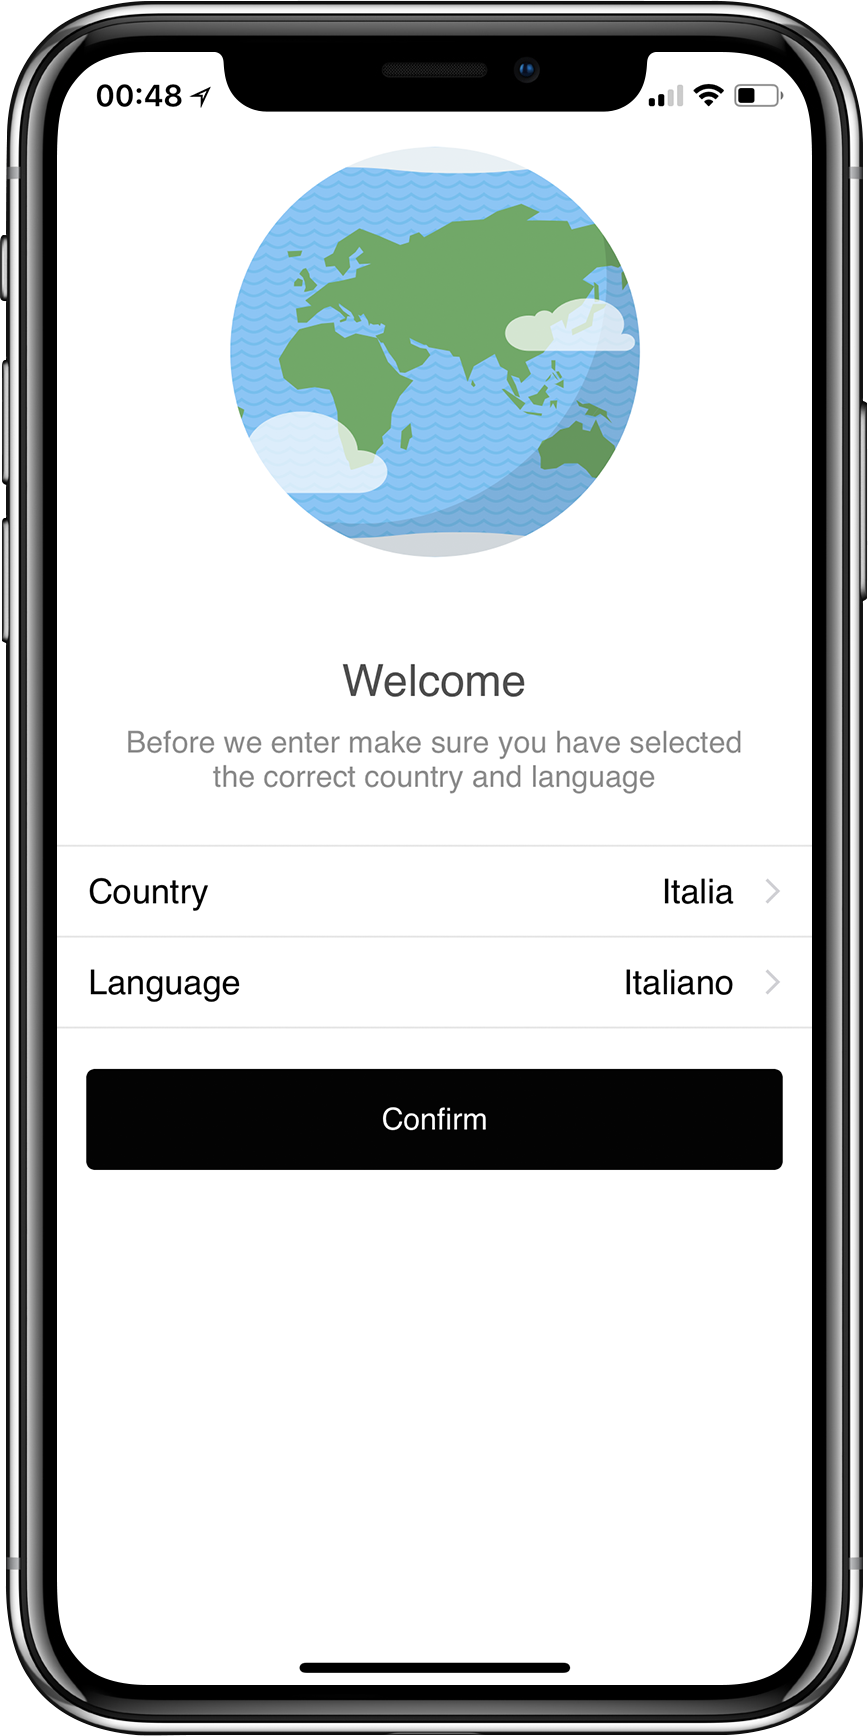 00:48
Welcome
Before we enter make sure you have selected
the correct country and language
Country Italia
Language Italiano
Confirm